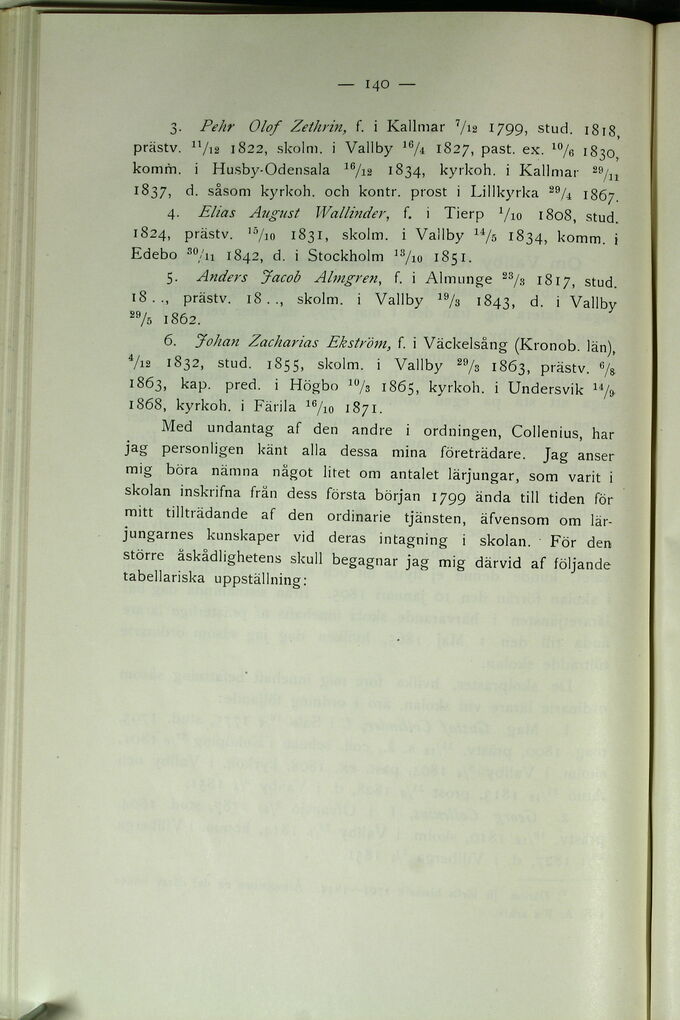 — 140 —
3. Pehr Olof Zethrin, f. i Kallmar 7/12 1799, stud. 1818,
prästv. 11/12 1822, skolm. i Vallby 16/4 1827, past. ex. 10/6 1830,
komm. i Husby-Odensala 16/12 1834, kyrkoh. i Kallmar 29/11
1837, d. såsom kyrkoh. och kontr. prost i Lillkyrka 29/4 1867.
4. Elias August Wallinder, f. i Tierp 1/10 1808, stud.
1824, prästv. 15/10 1831, skolm. i Vallby 14/5 1834, komm. i
Edebo 30/11 1842, d. i Stockholm 13/10 1851.
5. Anders Jacob Almgren, f. i Almunge 23/3 1817, stud.
18 . ., prästv. 18 . ., skolm. i Vallby 19/3 1843, d. i Vallby
29/5 1862.
6. Johan Zacharias Ekström, f. i Väckelsång (Kronob. län),
4/12 1832, stud. 1855, skolm. i Vallby 29/3 1863, prästv. 6/8
1863, kap. pred. i Högbo 10/3 1865, kyrkoh. i Undersvik 14/9
1868, kyrkoh. i Färila 16/10 1871.
Med undantag af den andre i ordningen, Collenius, har
jag personligen känt alla dessa mina företrädare. Jag anser
mig böra nämna något litet om antalet lärjungar, som varit i
skolan inskrifna från dess första början 1799 ända till tiden för
mitt tillträdande af den ordinarie tjänsten, äfvensom om lär-
jungarnes kunskaper vid deras intagning i skolan. För den
större åskådlighetens skull begagnar jag mig därvid af följande
tabellariska uppställning: